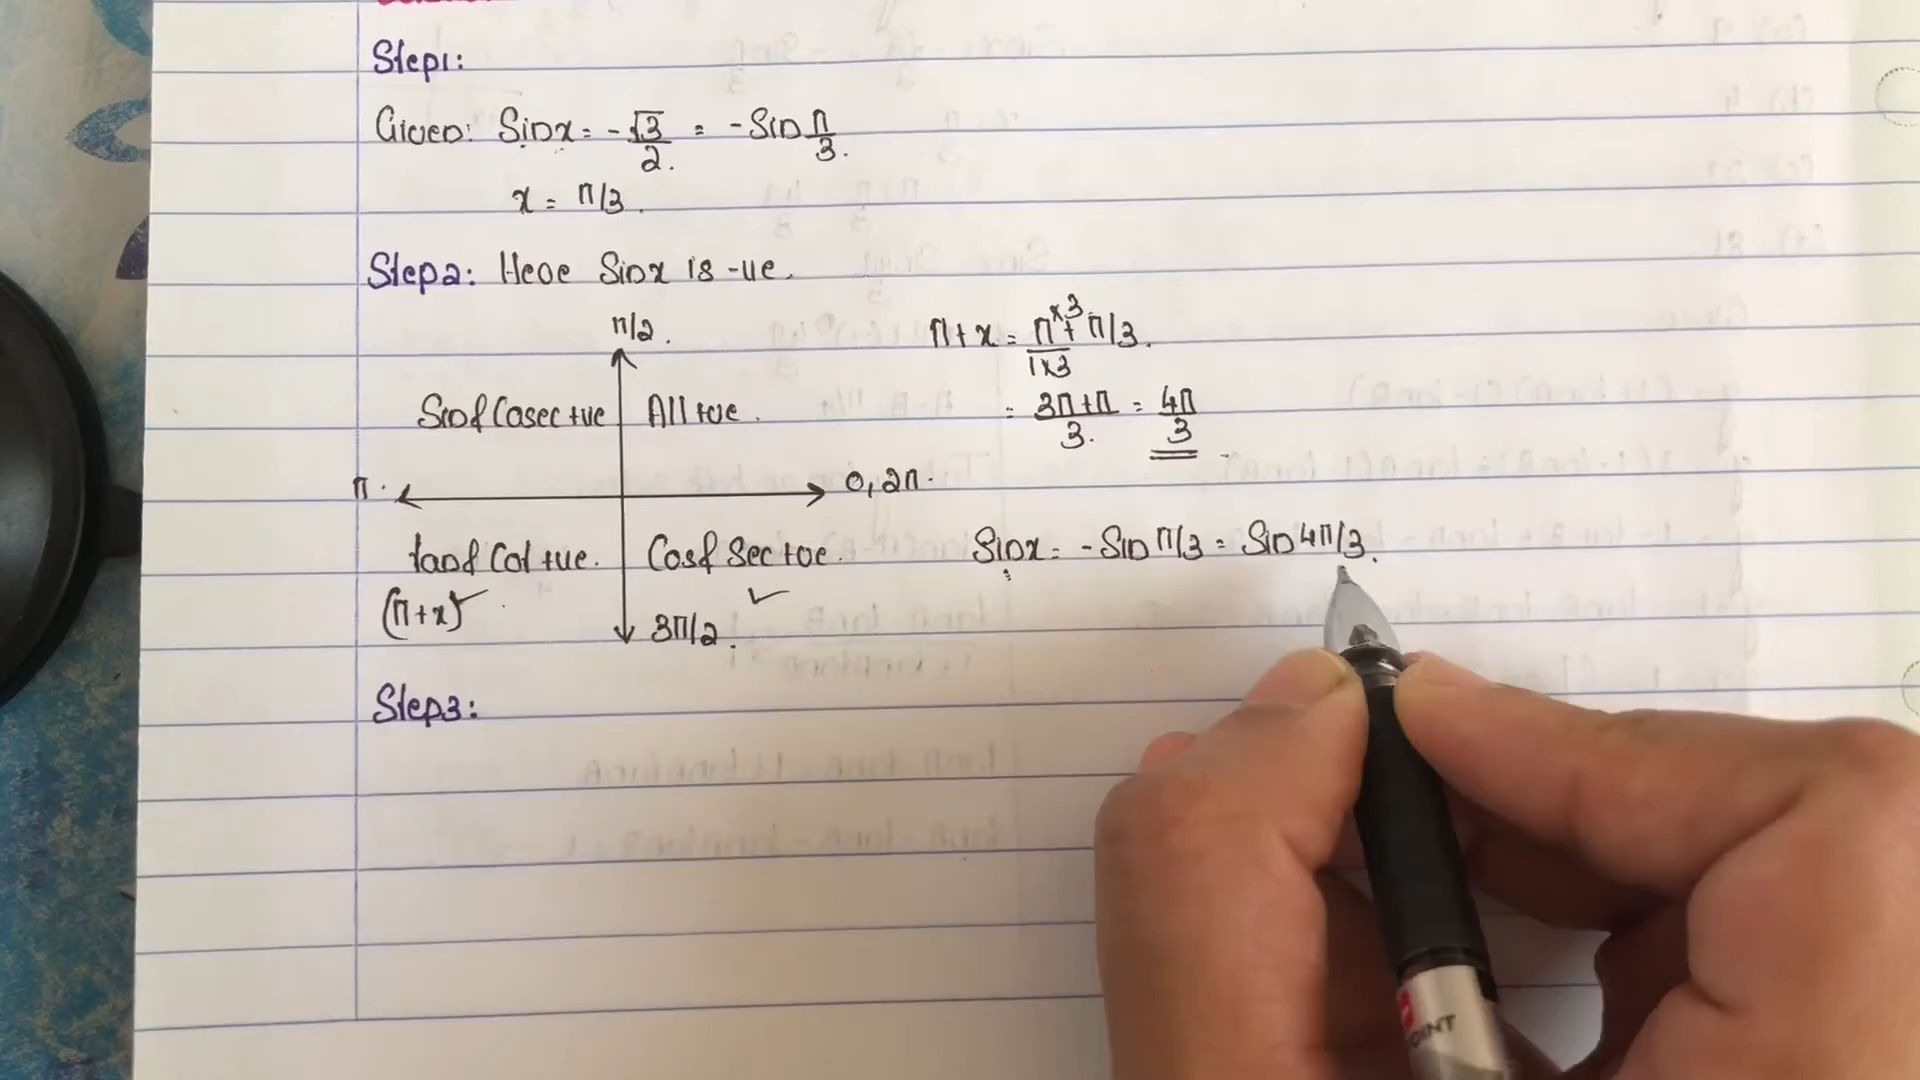 Step1:
Given: Sinx = -√3/2 = -Sin π/3.
x = π/3.
Step2: Here Sinx is -ve.
π/2.
π + x = π×3/1×3 + π/3.
Sin & Cosec +ve
All +ve.
= 3π+π/3. = 4π/3
π.
0, 2π.
tan & Cot +ve.
Cos & Sec +ve.
Sinx = -Sin π/3 = Sin 4π/3.
(π+x)✓
✓
3π/2.
Step3: